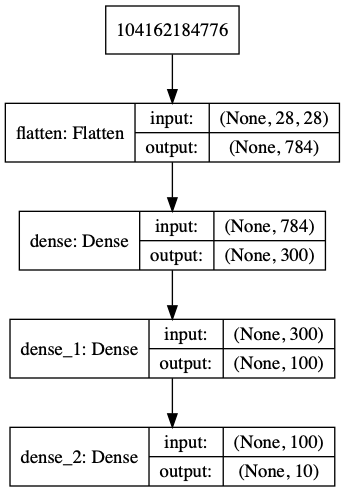 104162184776
flatten: Flatten
input: (None, 28, 28)
output: (None, 784)
dense: Dense
input: (None, 784)
output: (None, 300)
dense_1: Dense
input: (None, 300)
output: (None, 100)
dense_2: Dense
input: (None, 100)
output: (None, 10)